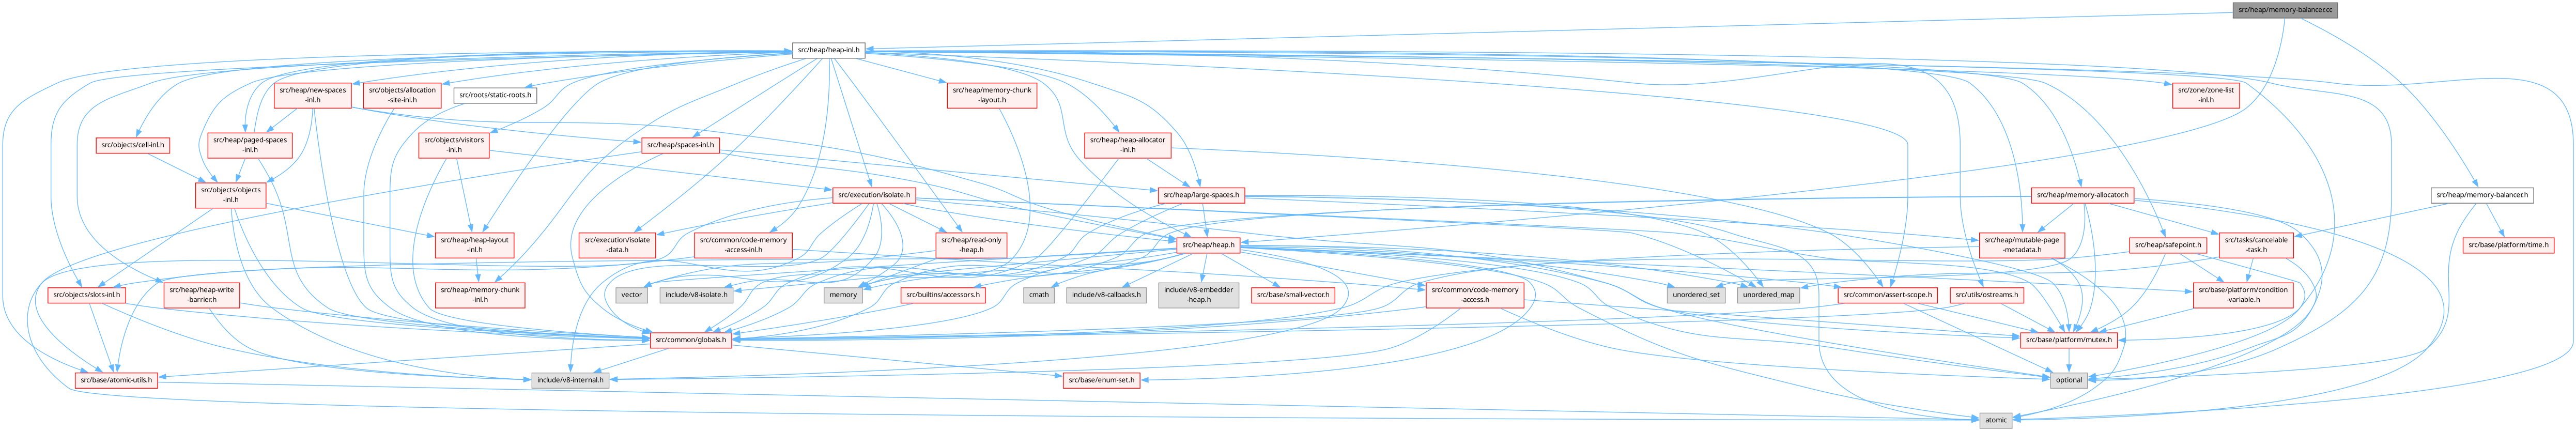 src/heap/memory-balancer.cc
src/heap/heap-inl.h
src/heap/new-spaces
-inl.h
src/objects/allocation
-site-inl.h
src/roots/static-roots.h
src/heap/memory-chunk
-layout.h
src/zone/zone-list
-inl.h
src/objects/cell-inl.h
src/heap/paged-spaces
-inl.h
src/objects/visitors
-inl.h
src/heap/spaces-inl.h
src/heap/heap-allocator
-inl.h
src/objects/objects
-inl.h
src/execution/isolate.h
src/heap/large-spaces.h
src/heap/memory-allocator.h
src/heap/memory-balancer.h
src/heap/heap-layout
-inl.h
src/execution/isolate
-data.h
src/common/code-memory
-access-inl.h
src/heap/read-only
-heap.h
src/heap/heap.h
src/heap/mutable-page
-metadata.h
src/heap/safepoint.h
src/tasks/cancelable
-task.h
src/base/platform/time.h
src/objects/slots-inl.h
src/heap/heap-write
-barrier.h
src/heap/memory-chunk
-inl.h
vector
include/v8-isolate.h
memory
src/builtins/accessors.h
cmath
include/v8-callbacks.h
include/v8-embedder
-heap.h
src/base/small-vector.h
src/common/code-memory
-access.h
unordered_set
unordered_map
src/common/assert-scope.h
src/utils/ostreams.h
src/base/platform/condition
-variable.h
src/common/globals.h
src/base/platform/mutex.h
src/base/atomic-utils.h
include/v8-internal.h
src/base/enum-set.h
optional
atomic